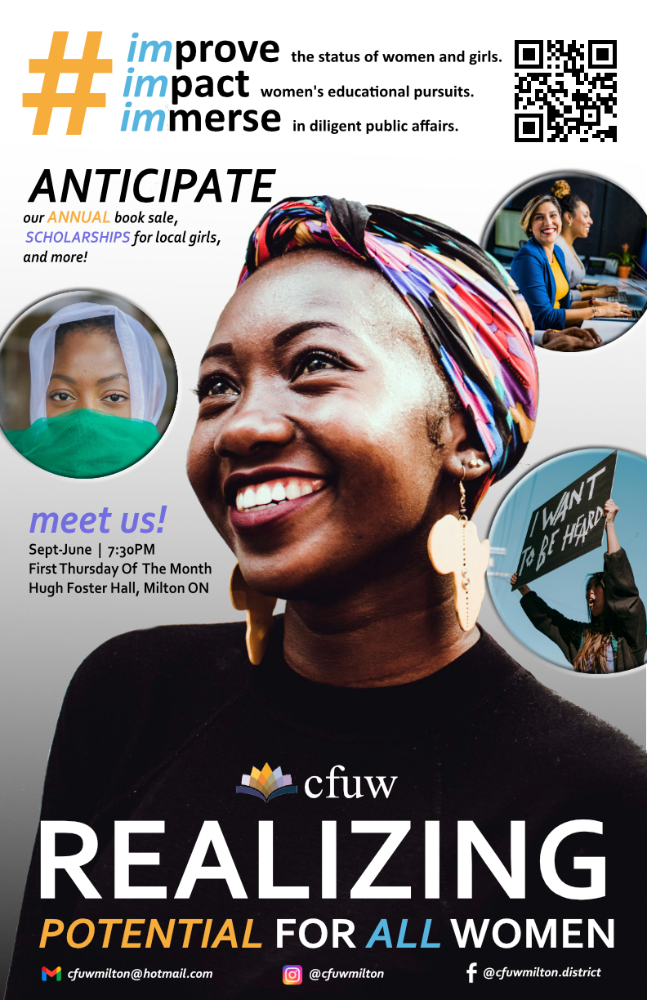 # improve the status of women and girls.
impact women's educational pursuits.
immerse in diligent public affairs.
ANTICIPATE
our ANNUAL book sale,
SCHOLARSHIPS for local girls,
and more!
I WANT
TO BE HEARD
meet us!
Sept-June | 7:30PM
First Thursday Of The Month
Hugh Foster Hall, Milton ON
cfuw
REALIZING
POTENTIAL FOR ALL WOMEN
cfuwmilton@hotmail.com @cfuwmilton @cfuwmilton.district